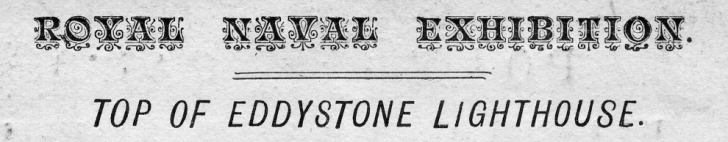 ROYAL NAVAL EXHIBITION.
TOP OF EDDYSTONE LIGHTHOUSE.